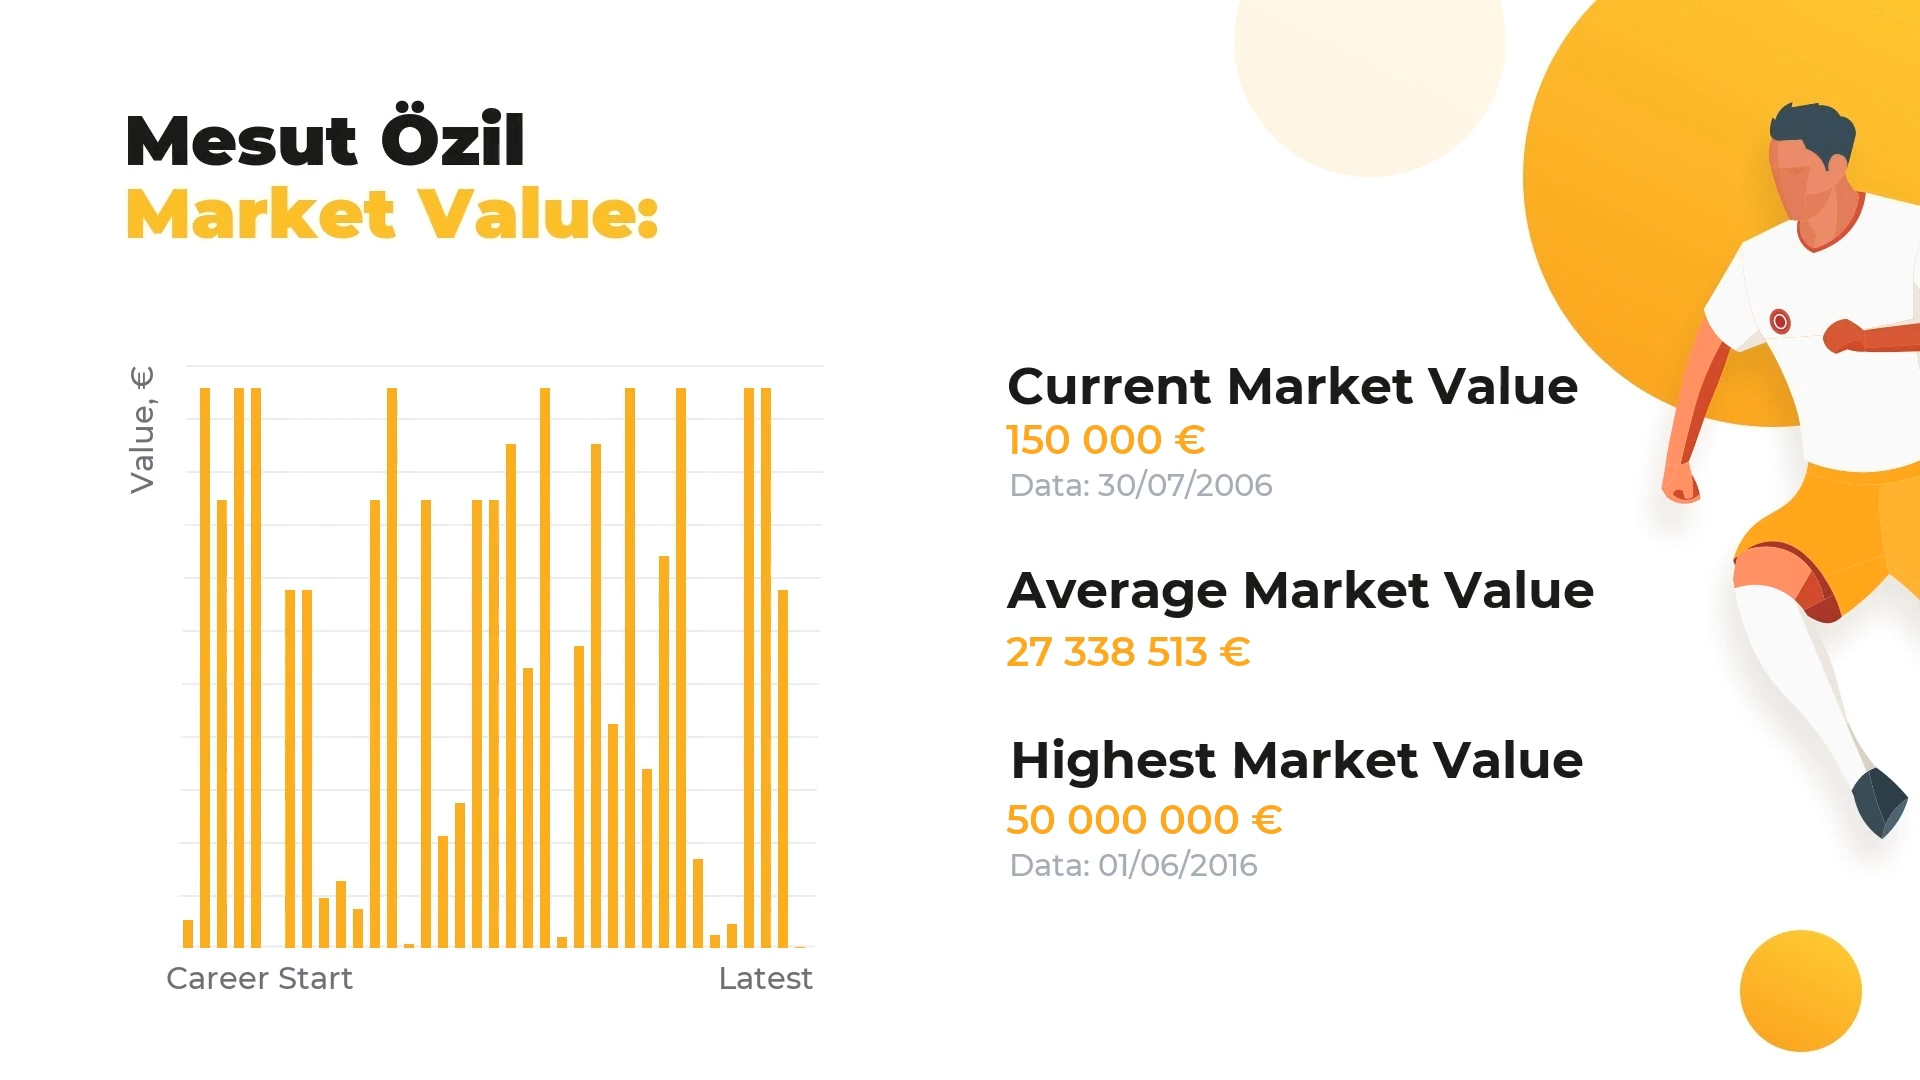 Mesut Özil
Market Value:
Value, €
Career Start
Latest
Current Market Value
150 000 €
Data: 30/07/2006
Average Market Value
27 338 513 €
Highest Market Value
50 000 000 €
Data: 01/06/2016